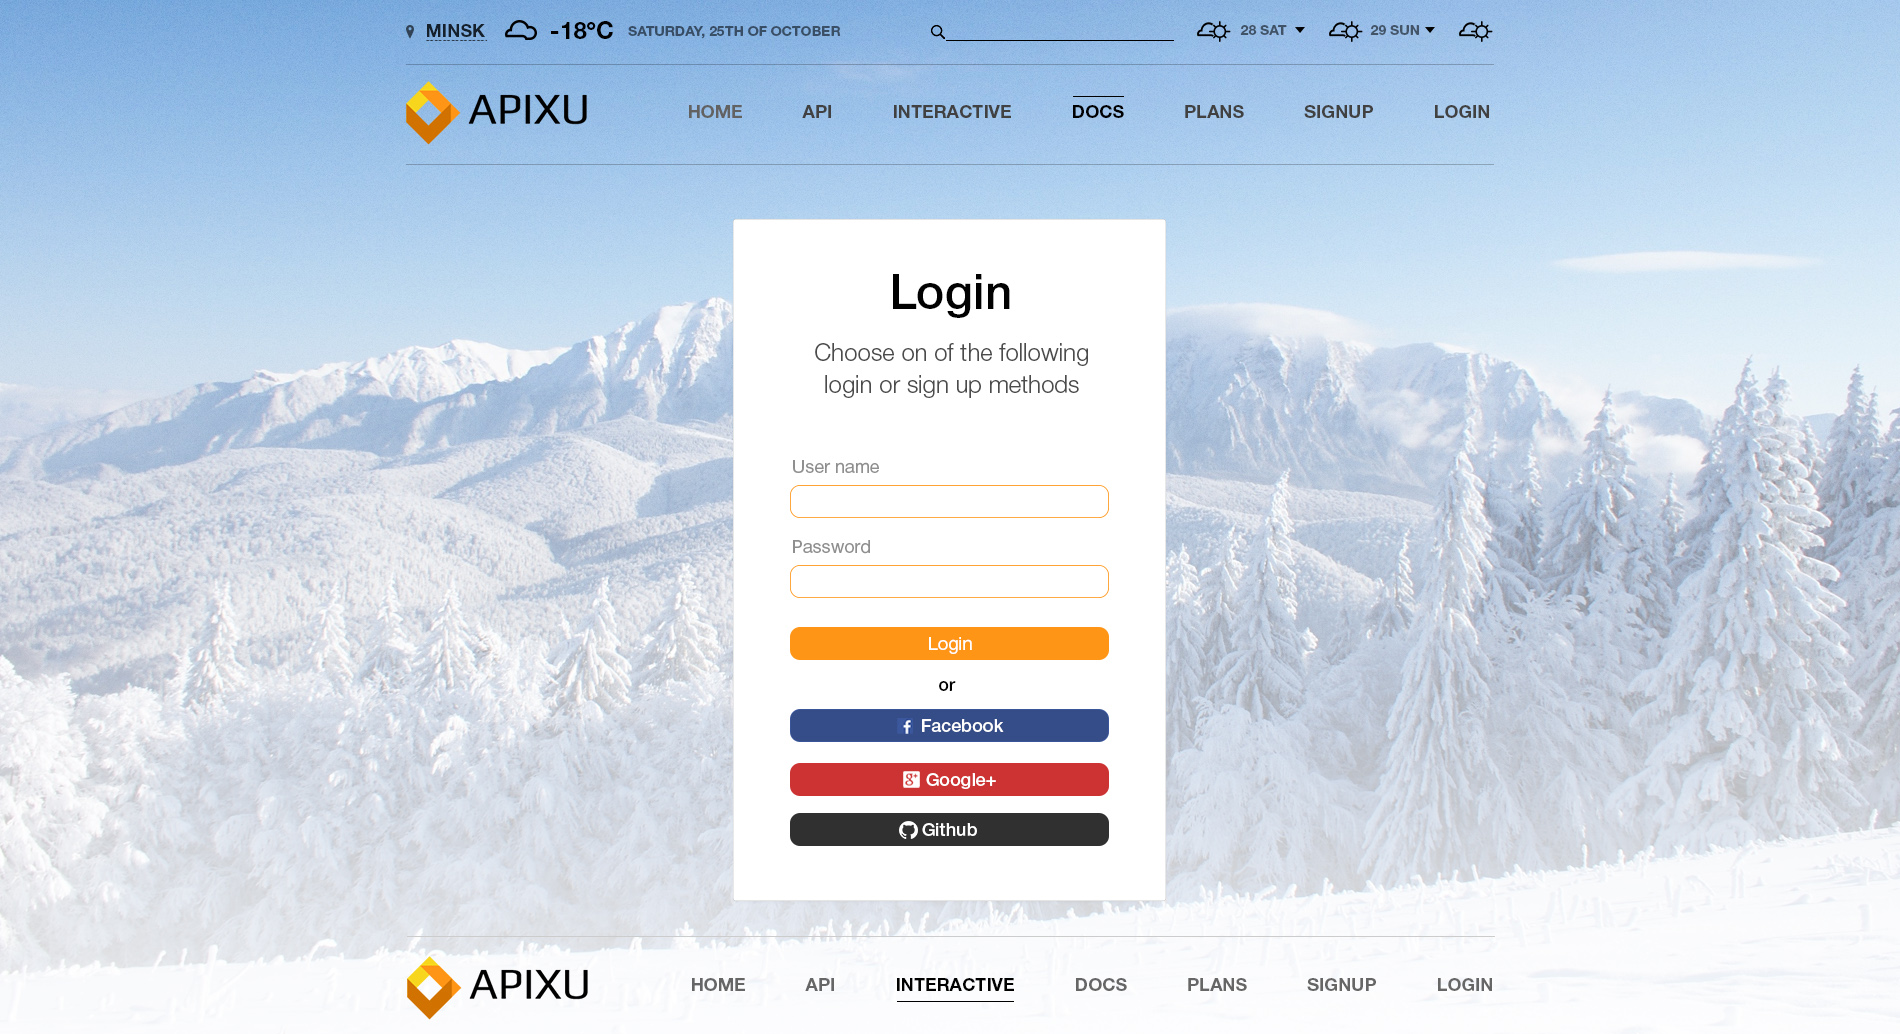 MINSK -18°C SATURDAY, 25TH OF OCTOBER 28 SAT 29 SUN
APIXU HOME API INTERACTIVE DOCS PLANS SIGNUP LOGIN
Login
Choose on of the following
login or sign up methods
User name
Password
Login
or
Facebook
Google+
Github
APIXU HOME API INTERACTIVE DOCS PLANS SIGNUP LOGIN